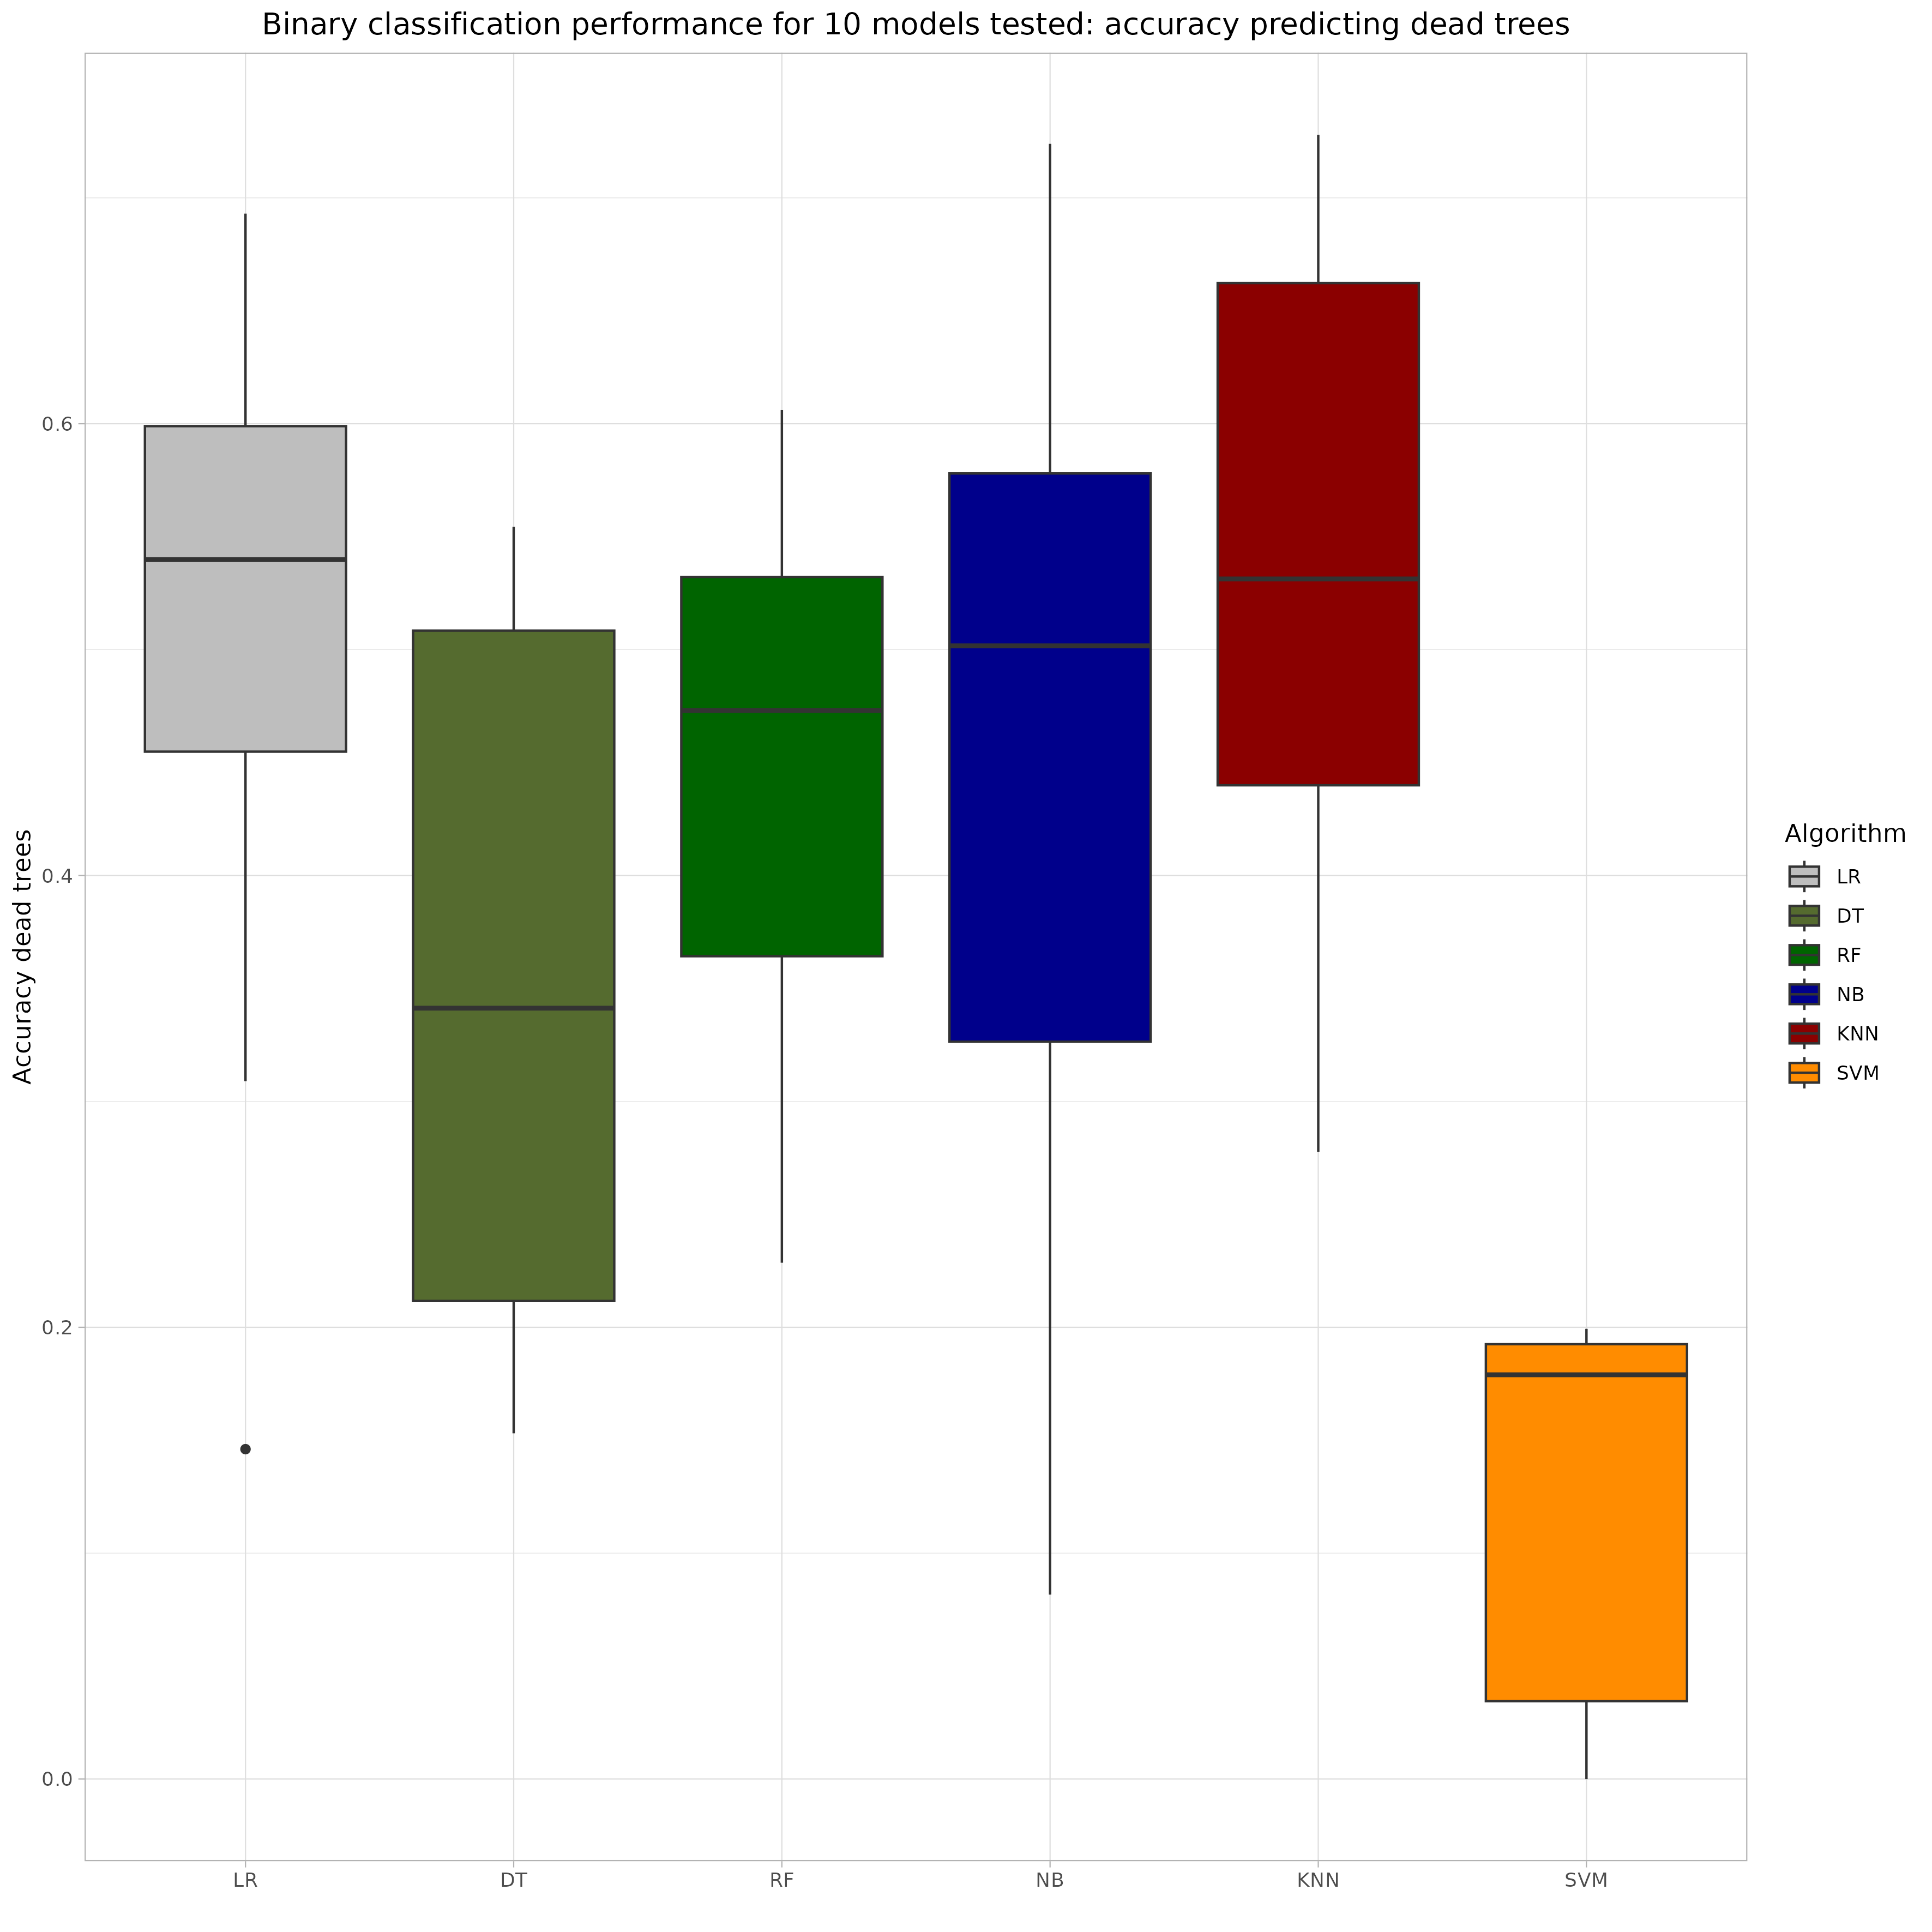 Binary classification performance for 10 models tested: accuracy predicting dead trees
Accuracy dead trees
0.6
0.4
0.2
0.0
LR
DT
RF
NB
KNN
SVM
Algorithm
LR
DT
RF
NB
KNN
SVM